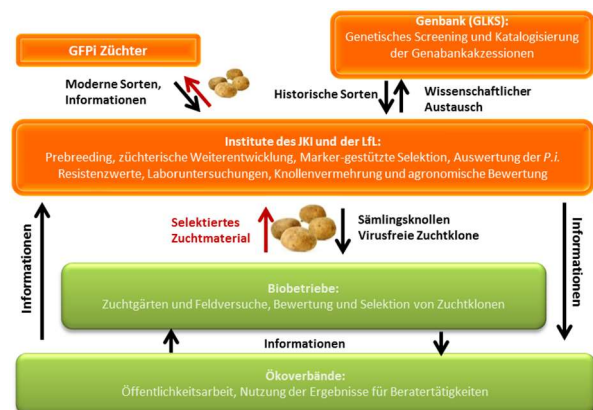 GFPi Züchter
Genbank (GLKS):
Genetisches Screening und Katalogisierung
der Genabankakzessionen
Moderne Sorten,
Informationen
Historische Sorten
Wissenschaftlicher
Austausch
Institute des JKI und der LfL:
Prebreeding, züchterische Weiterentwicklung, Marker-gestützte Selektion, Auswertung der P.i.
Resistenzwerte, Laboruntersuchungen, Knollenvermehrung und agronomische Bewertung
Informationen
Selektiertes
Zuchtmaterial
Sämlingsknollen
Virusfreie Zuchtklone
Informationen
Biobetriebe:
Zuchtgärten und Feldversuche, Bewertung und Selektion von Zuchtklonen
Informationen
Ökoverbände:
Öffentlichkeitsarbeit, Nutzung der Ergebnisse für Beratertätigkeiten